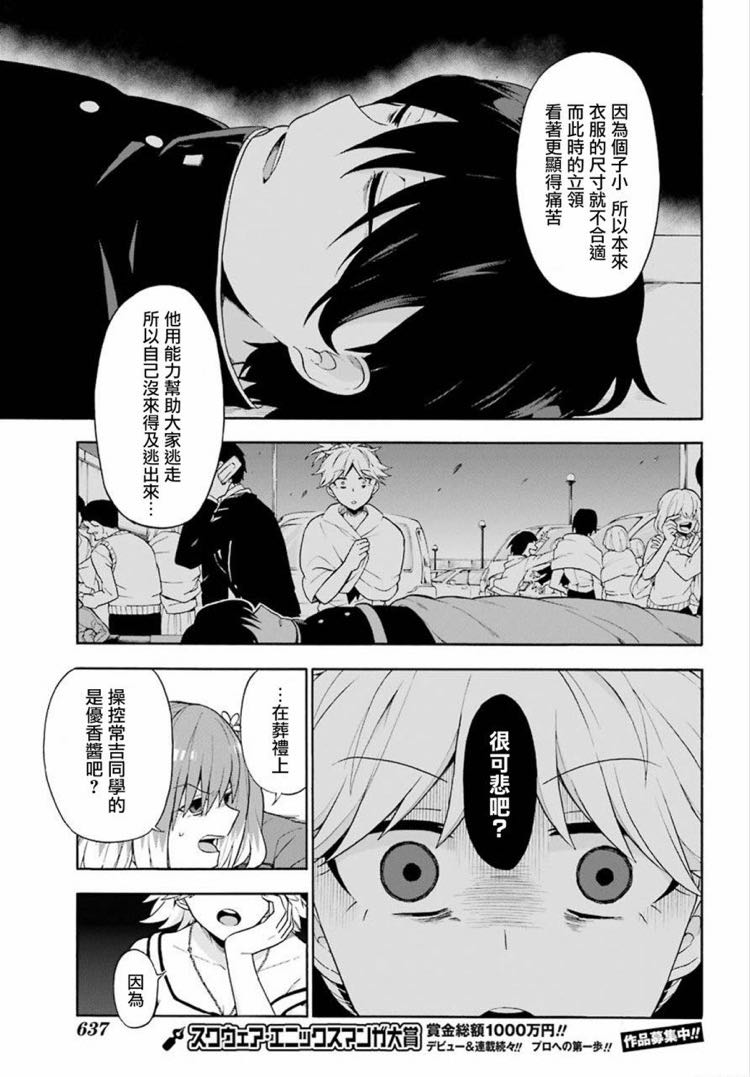 因為個子小 所以本來
衣服的尺寸就不合適
而此時的立領
看著更顯得痛苦
他用能力幫助大家逃走
所以自己沒來得及逃出來…
很可悲吧？
…在葬禮上
操控常吉同學的
是優香醬吧？
因為
637
スクウェア・エニックスマンガ大賞
賞金総額1000万円!!
デビュー&連載続々!! プロへの第一歩!!
作品募集中!!